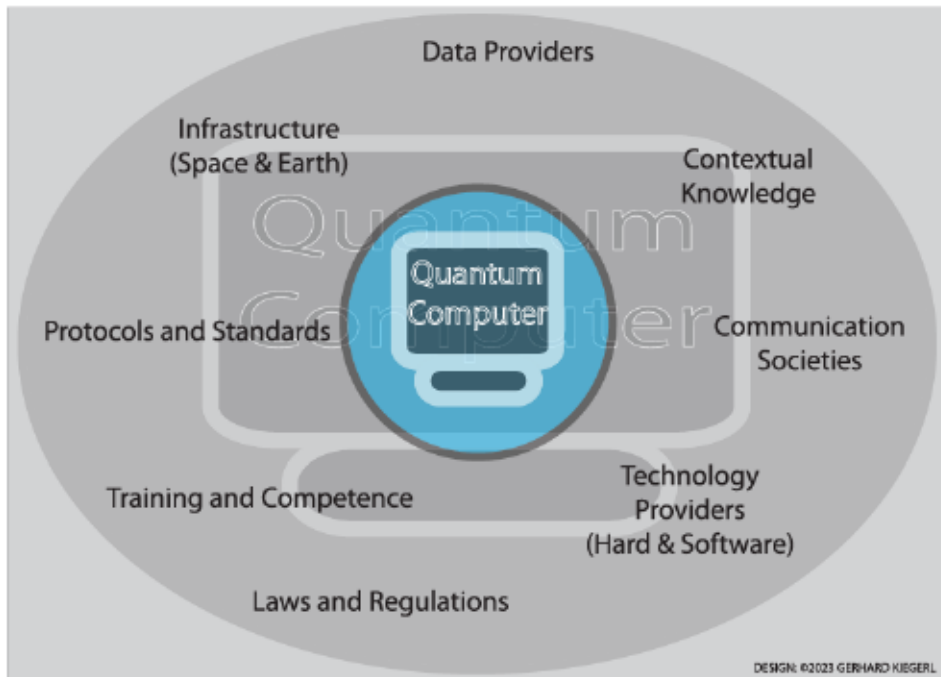 Data Providers
Infrastructure
(Space & Earth)
Contextual
Knowledge
Quantum
Computer
Quantum
Computer
Protocols and Standards
Communication
Societies
Training and Competence
Technology
Providers
(Hard & Software)
Laws and Regulations
DESIGN: ©2023 GERHARD KIEGERL